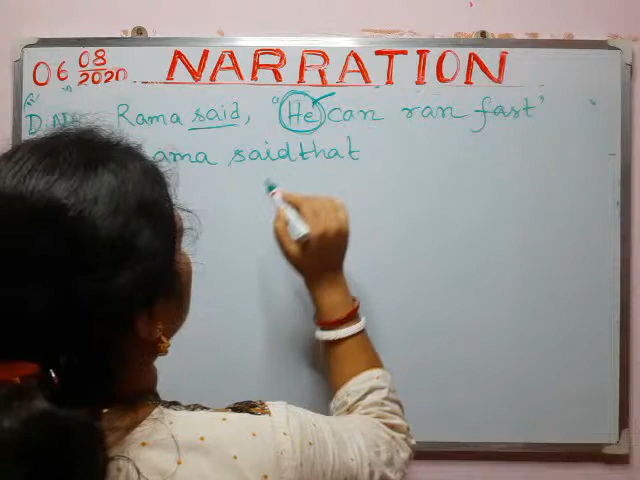 06 08/2020 NARRATION
D.N Rama said, "He can ran fast"
ama said that